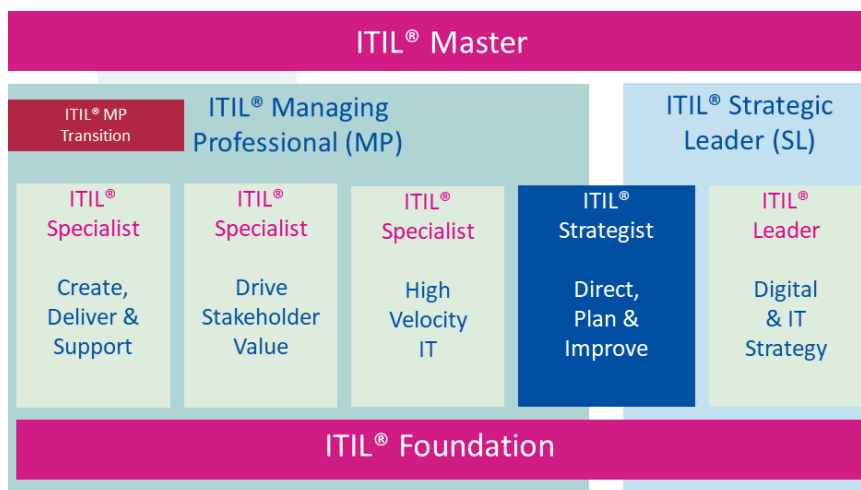 ITIL® Master
ITIL® MP
Transition
ITIL® Managing
Professional (MP)
ITIL® Strategic
Leader (SL)
ITIL®
Specialist
Create,
Deliver &
Support
ITIL®
Specialist
Drive
Stakeholder
Value
ITIL®
Specialist
High
Velocity
IT
ITIL®
Strategist
Direct,
Plan &
Improve
ITIL®
Leader
Digital
& IT
Strategy
ITIL® Foundation